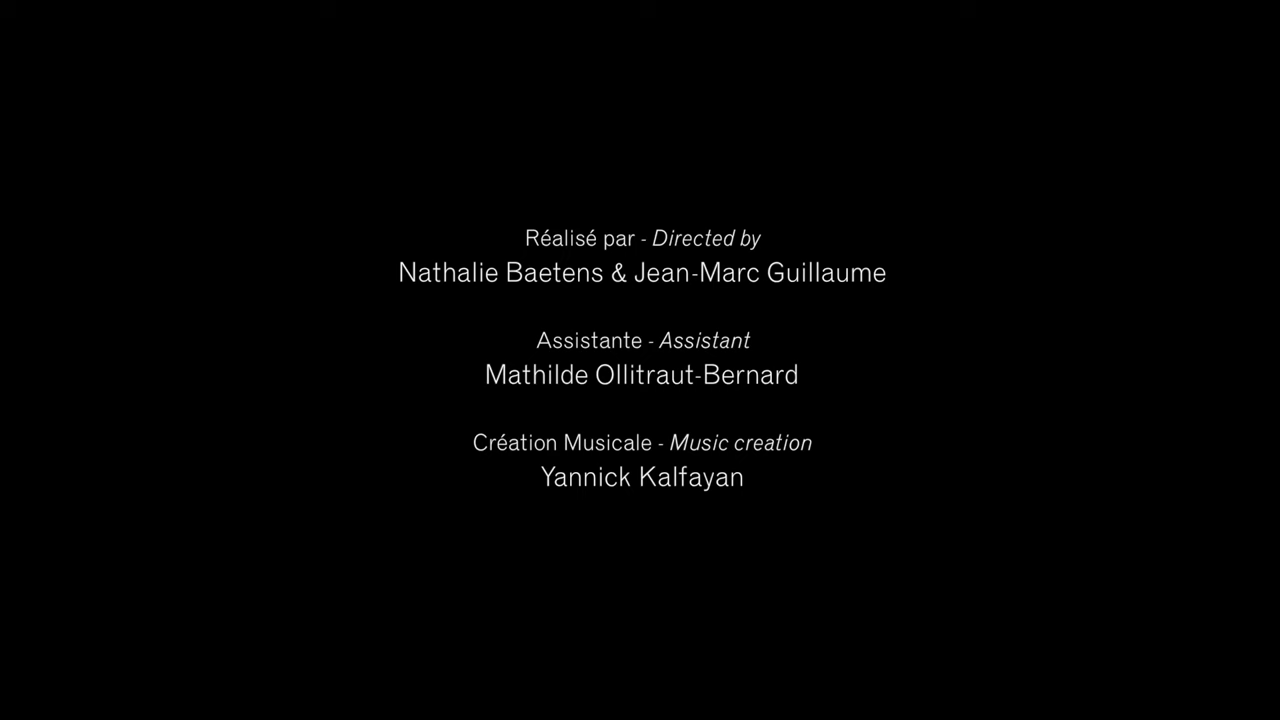 Réalisé par - Directed by
Nathalie Baetens & Jean-Marc Guillaume
Assistante - Assistant
Mathilde Ollitraut-Bernard
Création Musicale - Music creation
Yannick Kalfayan